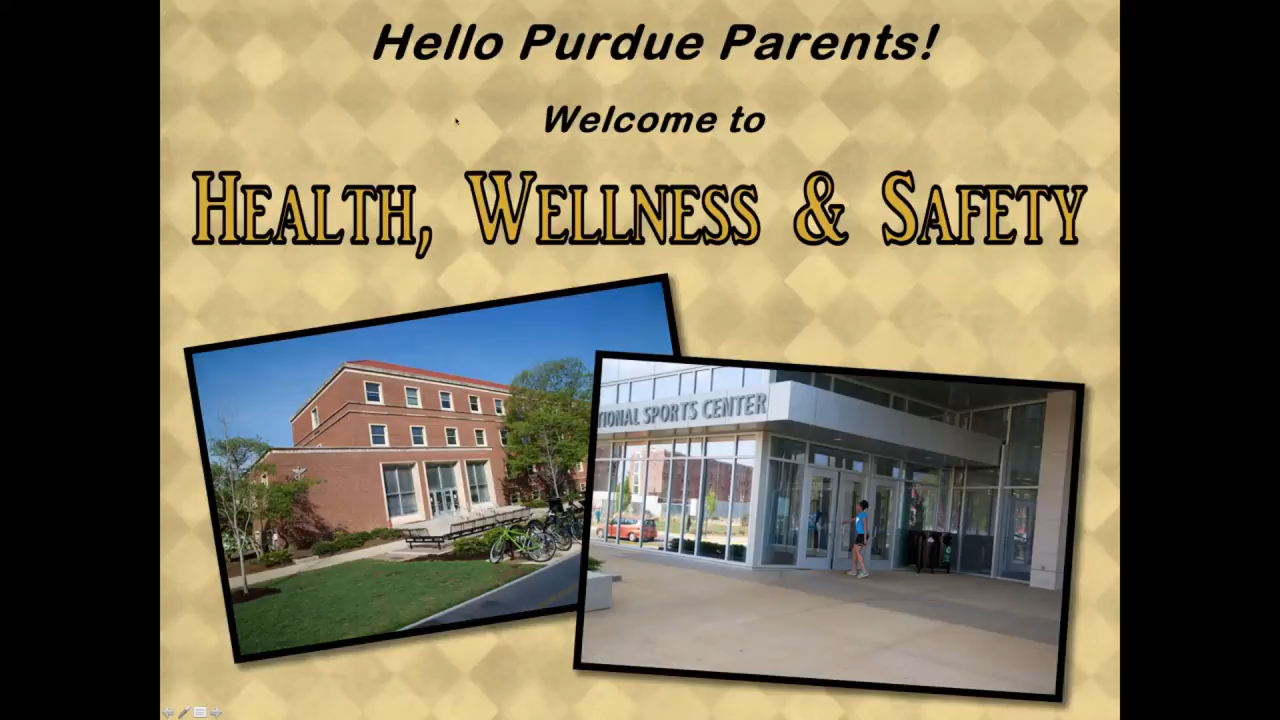 Hello Purdue Parents!
Welcome to
HEALTH, WELLNESS & SAFETY
TIONAL SPORTS CENTER